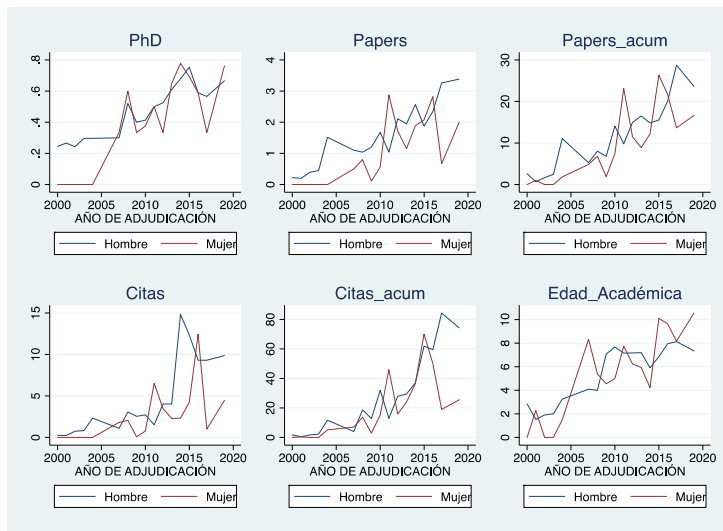 PhD
.8
.6
.4
.2
0
2000 2005 2010 2015 2020
AÑO DE ADJUDICACIÓN
Hombre Mujer
Papers
4
3
2
1
0
2000 2005 2010 2015 2020
AÑO DE ADJUDICACIÓN
Hombre Mujer
Papers_acum
30
20
10
0
2000 2005 2010 2015 2020
AÑO DE ADJUDICACIÓN
Hombre Mujer
Citas
15
10
5
0
2000 2005 2010 2015 2020
AÑO DE ADJUDICACIÓN
Hombre Mujer
Citas_acum
80
60
40
20
0
2000 2005 2010 2015 2020
AÑO DE ADJUDICACIÓN
Hombre Mujer
Edad_Académica
10
8
6
4
2
0
2000 2005 2010 2015 2020
AÑO DE ADJUDICACIÓN
Hombre Mujer